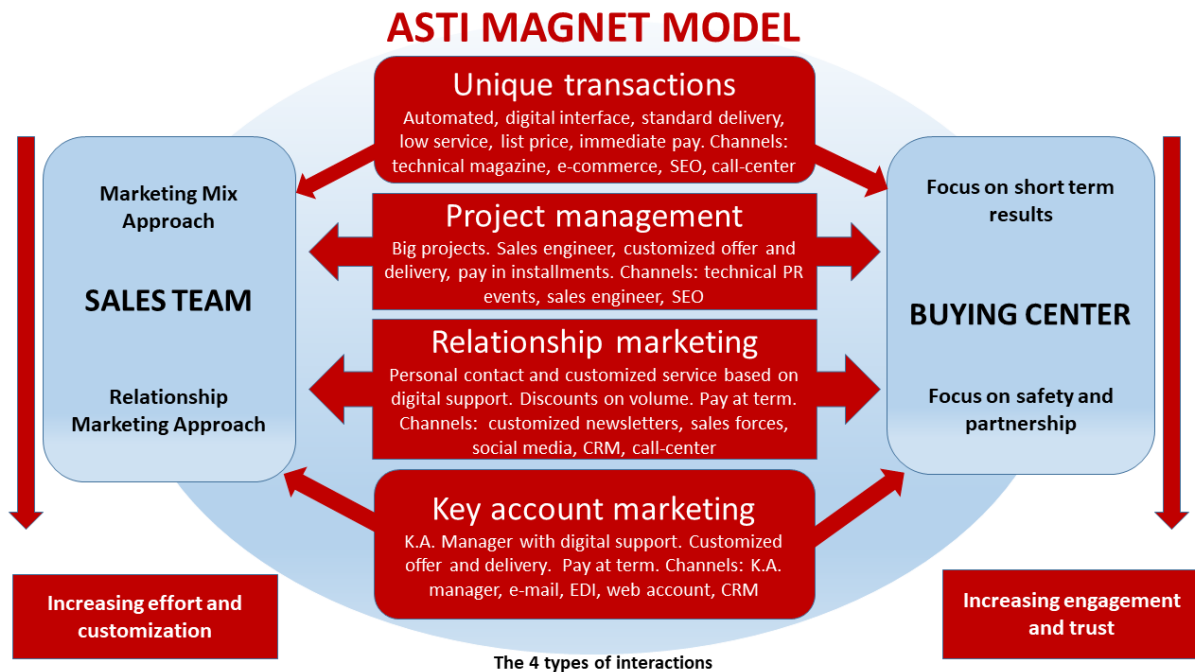 ASTI MAGNET MODEL
Unique transactions
Automated, digital interface, standard delivery,
low service, list price, immediate pay. Channels:
technical magazine, e-commerce, SEO, call-center
Marketing Mix
Approach
SALES TEAM
Relationship
Marketing Approach
Project management
Big projects. Sales engineer, customized offer and
delivery, pay in installments. Channels: technical PR
events, sales engineer, SEO
Relationship marketing
Personal contact and customized service based on
digital support. Discounts on volume. Pay at term.
Channels: customized newsletters, sales forces,
social media, CRM, call-center
Focus on short term
results
BUYING CENTER
Focus on safety and
partnership
Key account marketing
K.A. Manager with digital support. Customized
offer and delivery. Pay at term. Channels: K.A.
manager, e-mail, EDI, web account, CRM
Increasing effort and
customization
Increasing engagement
and trust
The 4 types of interactions